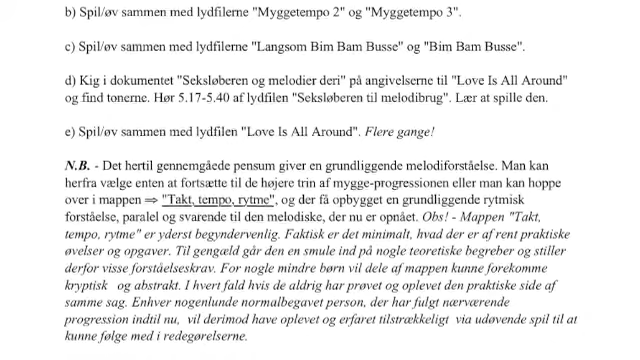 b) Spil/øv sammen med lydfilerne "Myggetempo 2" og "Myggetempo 3".
c) Spil/øv sammen med lydfilerne "Langsom Bim Bam Busse" og "Bim Bam Busse".
d) Kig i dokumentet "Seksløberen og melodier deri" på angivelserne til "Love Is All Around"
og find tonerne. Hør 5.17-5.40 af lydfilen "Seksløberen til melodibrug". Lær at spille den.
e) Spil/øv sammen med lydfilen "Love Is All Around". Flere gange!
N.B. - Det hertil gennemgåede pensum giver en grundliggende melodiforståelse. Man kan
herfra vælge enten at fortsætte til de højere trin af mygge-progressionen eller man kan hoppe
over i mappen ⇒ "Takt, tempo, rytme", og der få opbygget en grundliggende rytmisk
forståelse, paralel og svarende til den melodiske, der nu er opnået. Obs! - Mappen "Takt,
tempo, rytme" er yderst begyndervenlig. Faktisk er det minimalt, hvad der er af rent praktiske
øvelser og opgaver. Til gengæld går den en smule ind på nogle teoretiske begreber og stiller
derfor visse forståelseskrav. For nogle mindre børn vil dele af mappen kunne forekomme
kryptisk og abstrakt. I hvert fald hvis de aldrig har prøvet og oplevet den praktiske side af
samme sag. Enhver nogenlunde normalbegavet person, der har fulgt nærværende
progression indtil nu, vil derimod have oplevet og erfaret tilstrækkeligt via udøvende spil til at
kunne følge med i redegørelserne.